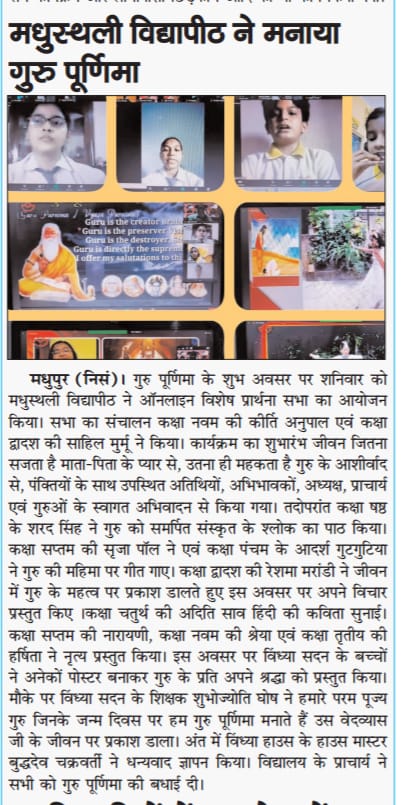 मधुस्थली विद्यापीठ ने मनाया
गुरु पूर्णिमा
Guru Purnima / Vyasa Purnima
Guru is the creator
Guru is the preserver
Guru is the destroyer.
Guru is directly the suprem
I offer my salutations to thi
मधुपुर (निसं)। गुरु पूर्णिमा के शुभ अवसर पर शनिवार को
मधुस्थली विद्यापीठ ने ऑनलाइन विशेष प्रार्थना सभा का आयोजन
किया। सभा का संचालन कक्षा नवम की कीर्ति अनुपाल एवं कक्षा
द्वादश की साहिल मुर्मू ने किया। कार्यक्रम का शुभारंभ जीवन जितना
सजता है माता-पिता के प्यार से, उतना ही महकता है गुरु के आशीर्वाद
से, पंक्तियों के साथ उपस्थित अतिथियों, अभिभावकों, अध्यक्ष, प्राचार्य
एवं गुरुओं के स्वागत अभिवादन से किया गया। तदोपरांत कक्षा षष्ठ
के शरद सिंह ने गुरु को समर्पित संस्कृत के श्लोक का पाठ किया।
कक्षा सप्तम की सृजा पॉल ने एवं कक्षा पंचम के आदर्श गुटगुटिया
ने गुरु की महिमा पर गीत गाए। कक्षा द्वादश की रेशमा मरांडी ने जीवन
में गुरु के महत्व पर प्रकाश डालते हुए इस अवसर पर अपने विचार
प्रस्तुत किए ।कक्षा चतुर्थ की अदिति साव हिंदी की कविता सुनाई।
कक्षा सप्तम की नारायणी, कक्षा नवम की श्रेया एवं कक्षा तृतीय की
हर्षिता ने नृत्य प्रस्तुत किया। इस अवसर पर विंध्या सदन के बच्चों
ने अनेकों पोस्टर बनाकर गुरु के प्रति अपने श्रद्धा को प्रस्तुत किया।
मौके पर विंध्या सदन के शिक्षक शुभोज्योति घोष ने हमारे परम पूज्य
गुरु जिनके जन्म दिवस पर हम गुरु पूर्णिमा मनाते हैं उस वेदव्यास
जी के जीवन पर प्रकाश डाला। अंत में विंध्या हाउस के हाउस मास्टर
बुद्धदेव चक्रवर्ती ने धन्यवाद ज्ञापन किया। विद्यालय के प्राचार्य ने
सभी को गुरु पूर्णिमा की बधाई दी।